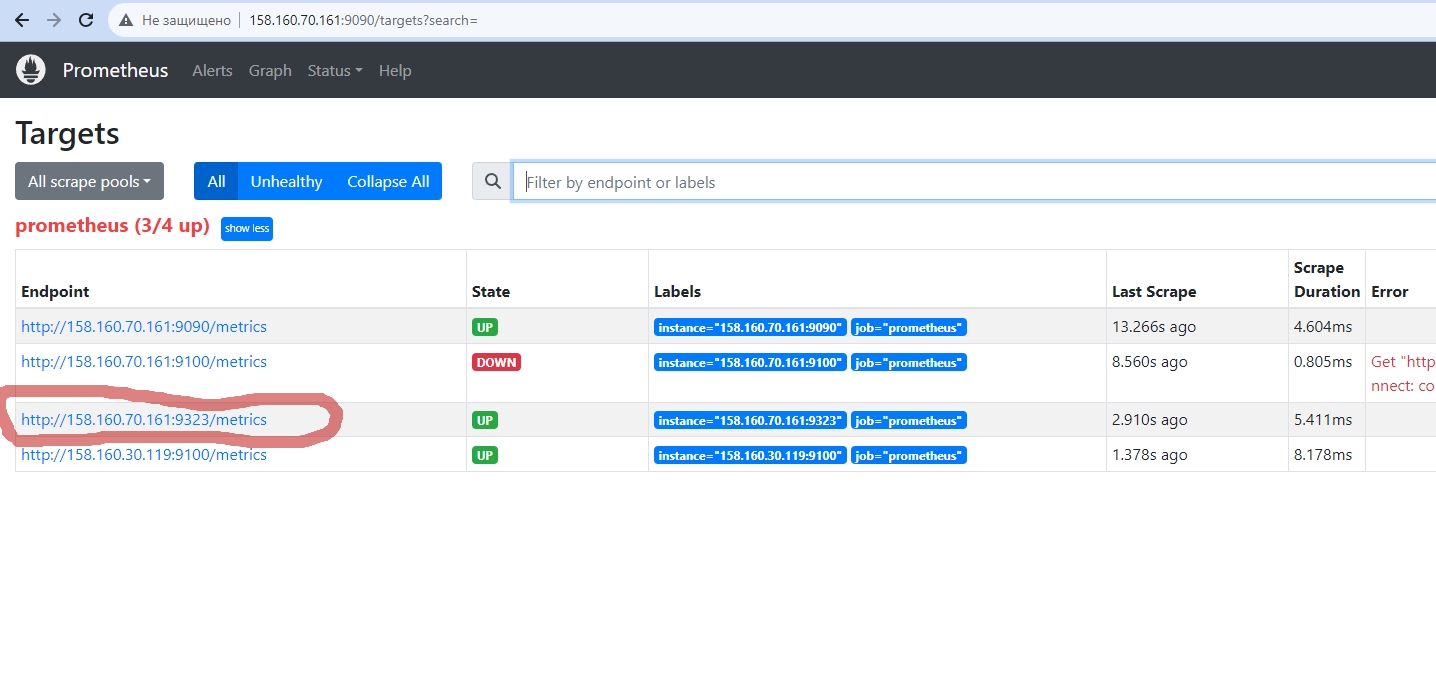 Не защищено 158.160.70.161:9090/targets?search=
Prometheus Alerts Graph Status Help
Targets
All scrape pools All Unhealthy Collapse All Filter by endpoint or labels
prometheus (3/4 up) show less
Endpoint State Labels Last Scrape Scrape Duration Error
http://158.160.70.161:9090/metrics UP instance="158.160.70.161:9090" job="prometheus" 13.266s ago 4.604ms
http://158.160.70.161:9100/metrics DOWN instance="158.160.70.161:9100" job="prometheus" 8.560s ago 0.805ms Get "http
nnect: co
http://158.160.70.161:9323/metrics UP instance="158.160.70.161:9323" job="prometheus" 2.910s ago 5.411ms
http://158.160.30.119:9100/metrics UP instance="158.160.30.119:9100" job="prometheus" 1.378s ago 8.178ms